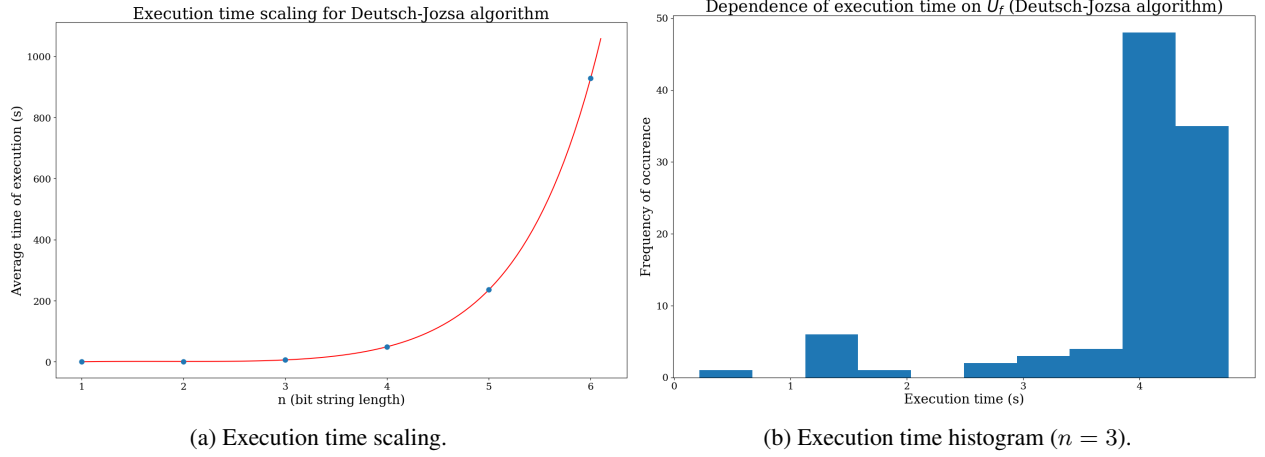 Execution time scaling for Deutsch-Jozsa algorithm
1000
800
600
400
200
0
Average time of execution (s)
1 2 3 4 5 6
n (bit string length)
(a) Execution time scaling.
Dependence of execution time on U_f (Deutsch-Jozsa algorithm)
50
40
30
20
10
0
Frequency of occurence
0 1 2 3 4
Execution time (s)
(b) Execution time histogram (n = 3).